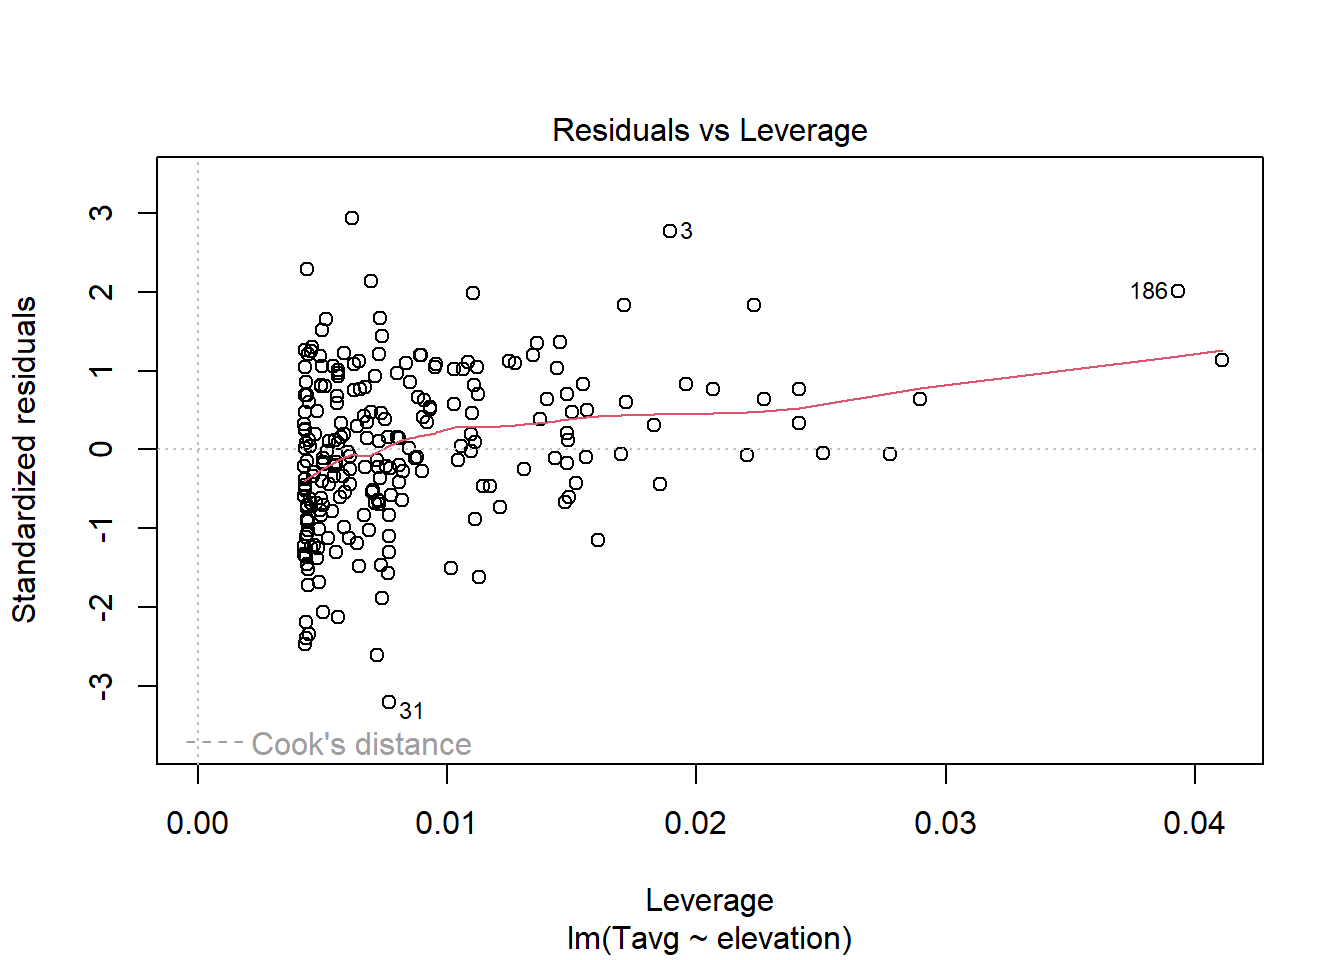 Residuals vs Leverage
Standardized residuals
3
2
1
0
-1
-2
-3
3
186
31
Cook's distance
0.00 0.01 0.02 0.03 0.04
Leverage
lm(Tavg ~ elevation)